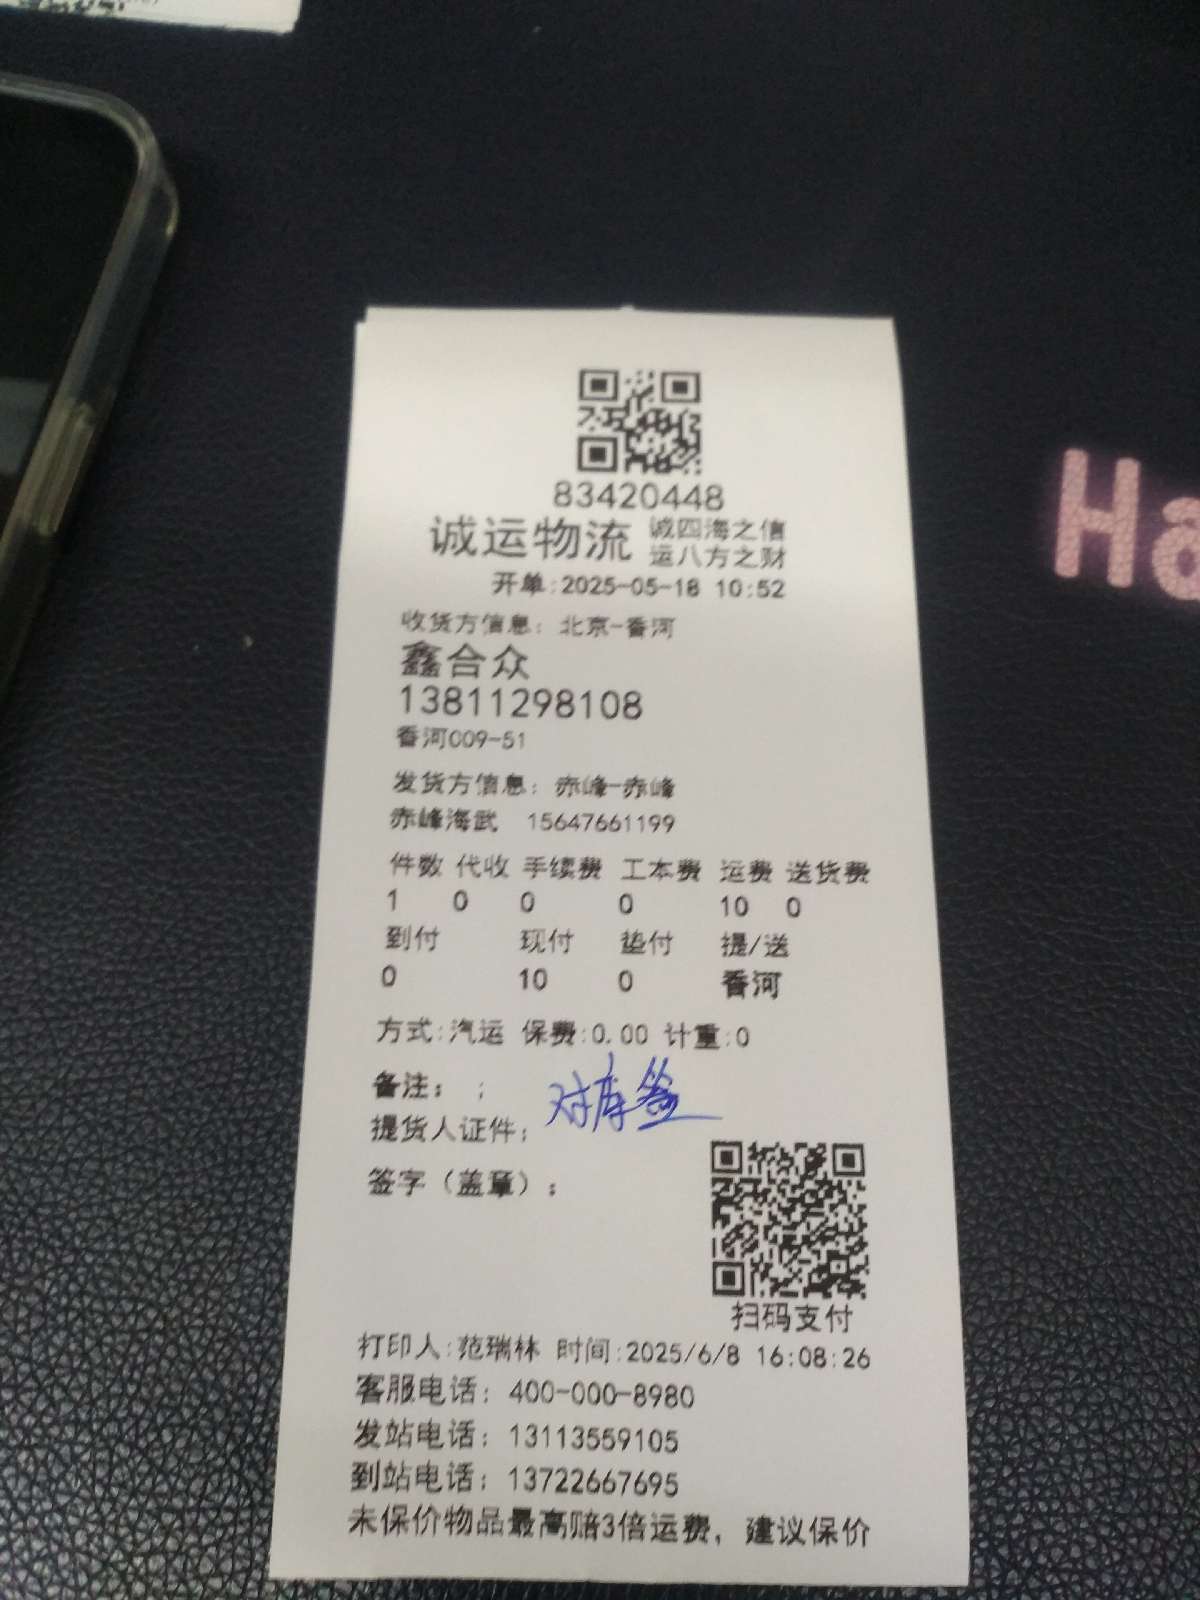 83420448
诚运物流 诚四海之信
运八方之财
开单:2025-05-18 10:52
收货方信息: 北京-香河
鑫合众
13811298108
香河009-51
发货方信息: 赤峰-赤峰
赤峰海武 15647661199
件数 代收 手续费 工本费 运费 送货费
1 0 0 0 10 0
到付 现付 垫付 提/送
0 10 0 香河
方式:汽运 保费:0.00 计重:0
备注: ;
对库签
提货人证件:
签字(盖章):
扫码支付
打印人:范瑞林 时间:2025/6/8 16:08:26
客服电话: 400-000-8980
发站电话: 13113559105
到站电话: 13722667695
未保价物品最高赔3倍运费, 建议保价
Ha